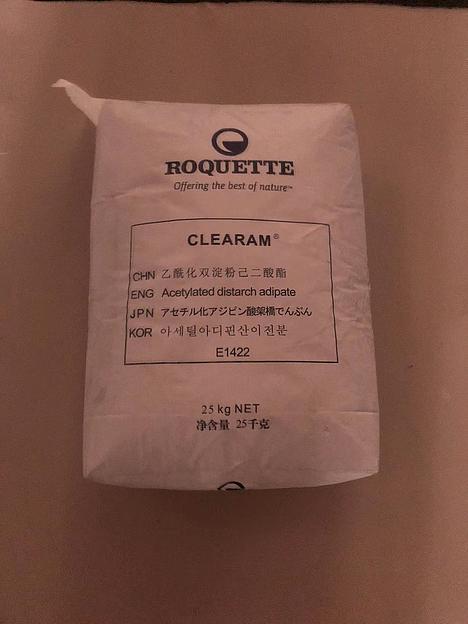 ROQUETTE
Offering the best of nature™
CLEARAM®
CHN 乙酰化双淀粉己二酸酯
ENG Acetylated distarch adipate
JPN アセチル化アジピン酸架橋でんぷん
KOR 아세틸아디핀산이전분
E1422
25 kg NET
净含量 25千克